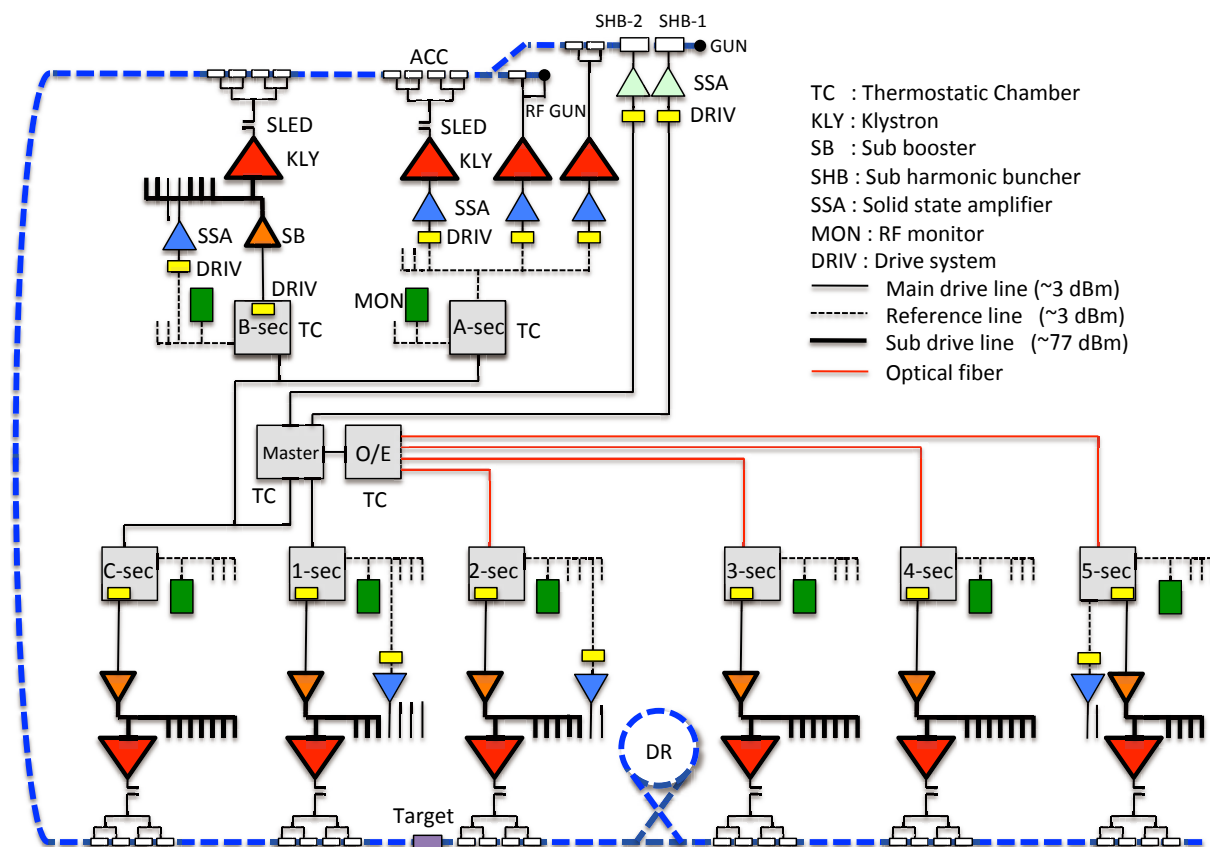 SHB-2 SHB-1
GUN
ACC
SSA
DRIV
RF GUN
SLED
KLY
SLED
KLY
SSA
DRIV
SSA
SB
DRIV
DRIV
MON
B-sec
TC
A-sec
TC
TC : Thermostatic Chamber
KLY : Klystron
SB : Sub booster
SHB : Sub harmonic buncher
SSA : Solid state amplifier
MON : RF monitor
DRIV : Drive system
Main drive line (~3 dBm)
Reference line (~3 dBm)
Sub drive line (~77 dBm)
Optical fiber
Master
O/E
TC
TC
C-sec
1-sec
2-sec
3-sec
4-sec
5-sec
DR
Target